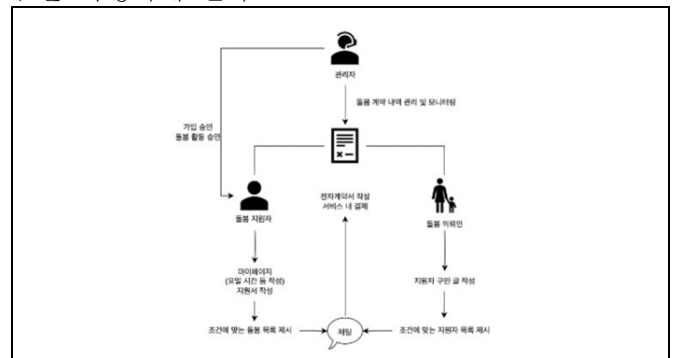 관리자
돌봄 계약 내역 관리 및 모니터링
가입 승인
돌봄 활동 승인
전자계약서 작성
서비스 내 결제
돌봄 지원자
돌봄 의뢰인
마이페이지
(요일 시간 등 작성)
지원서 작성
지원자 구인 글 작성
조건에 맞는 돌봄 목록 제시
채팅
조건에 맞는 지원자 목록 제시